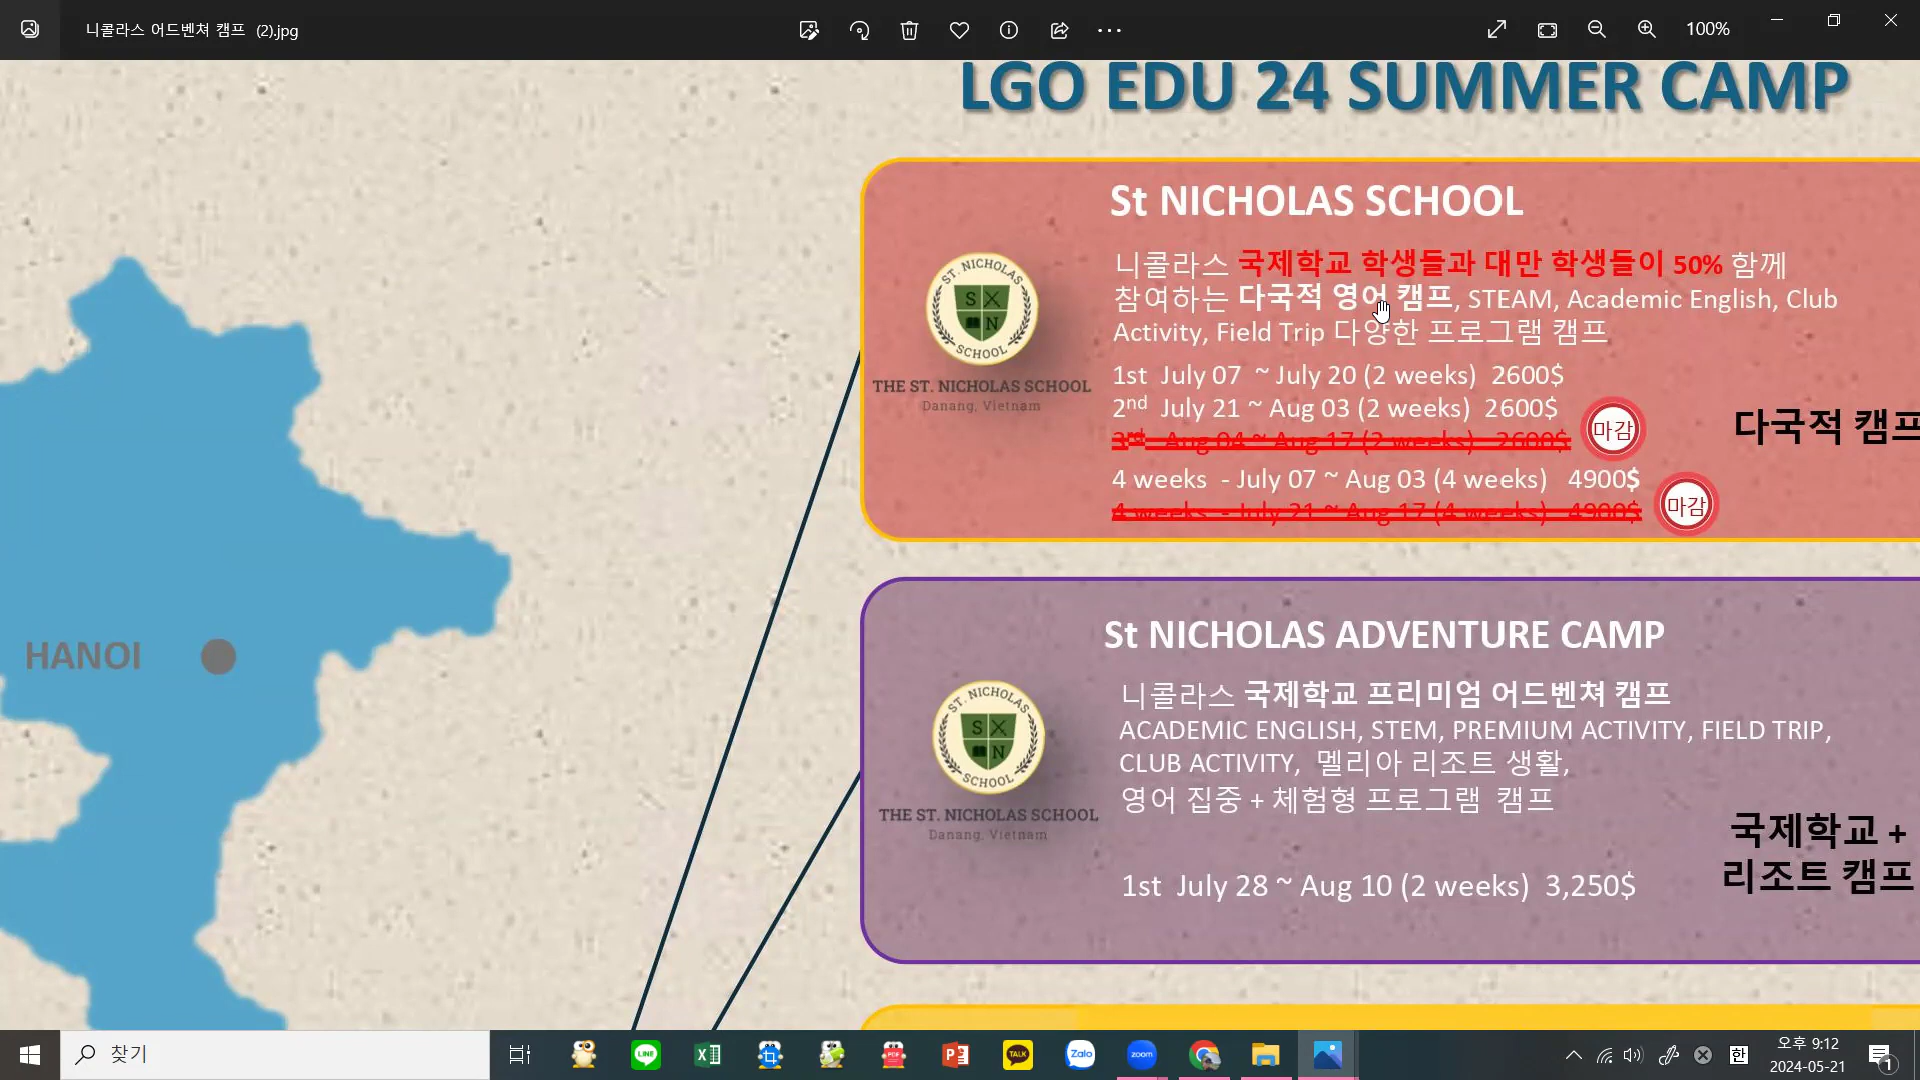 니콜라스 어드벤쳐 캠프 (2).jpg
100%
LGO EDU 24 SUMMER CAMP
St NICHOLAS SCHOOL
니콜라스 국제학교 학생들과 대만 학생들이 50% 함께
참여하는 다국적 영어 캠프, STEAM, Academic English, Club
Activity, Field Trip 다양한 프로그램 캠프
1st July 07 ~ July 20 (2 weeks) 2600$
2nd July 21 ~ Aug 03 (2 weeks) 2600$
Aug 04 ~ Aug 17 (2 weeks) 2600$
마감
4 weeks - July 07 ~ Aug 03 (4 weeks) 4900$
4 weeks - July 21 ~ Aug 17 (4 weeks) 4900$
마감
다국적 캠프
ST. NICHOLAS
S N
SCHOOL
THE ST. NICHOLAS SCHOOL
Danang, Vietnam
St NICHOLAS ADVENTURE CAMP
니콜라스 국제학교 프리미엄 어드벤쳐 캠프
ACADEMIC ENGLISH, STEM, PREMIUM ACTIVITY, FIELD TRIP,
CLUB ACTIVITY, 멜리아 리조트 생활,
영어 집중 + 체험형 프로그램 캠프
1st July 28 ~ Aug 10 (2 weeks) 3,250$
국제학교 +
리조트 캠프
ST. NICHOLAS
S N
SCHOOL
THE ST. NICHOLAS SCHOOL
Danang, Vietnam
HANOI
찾기
LINE
PDF
TALK
Zalo
zoom
한
오후 9:12
2024-05-21
1